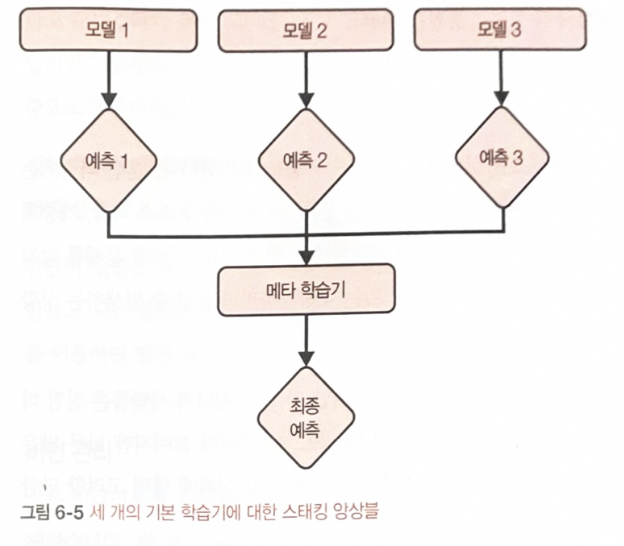 모델 1
모델 2
모델 3
예측 1
예측 2
예측 3
메타 학습기
최종
예측
그림 6-5 세 개의 기본 학습기에 대한 스태킹 앙상블